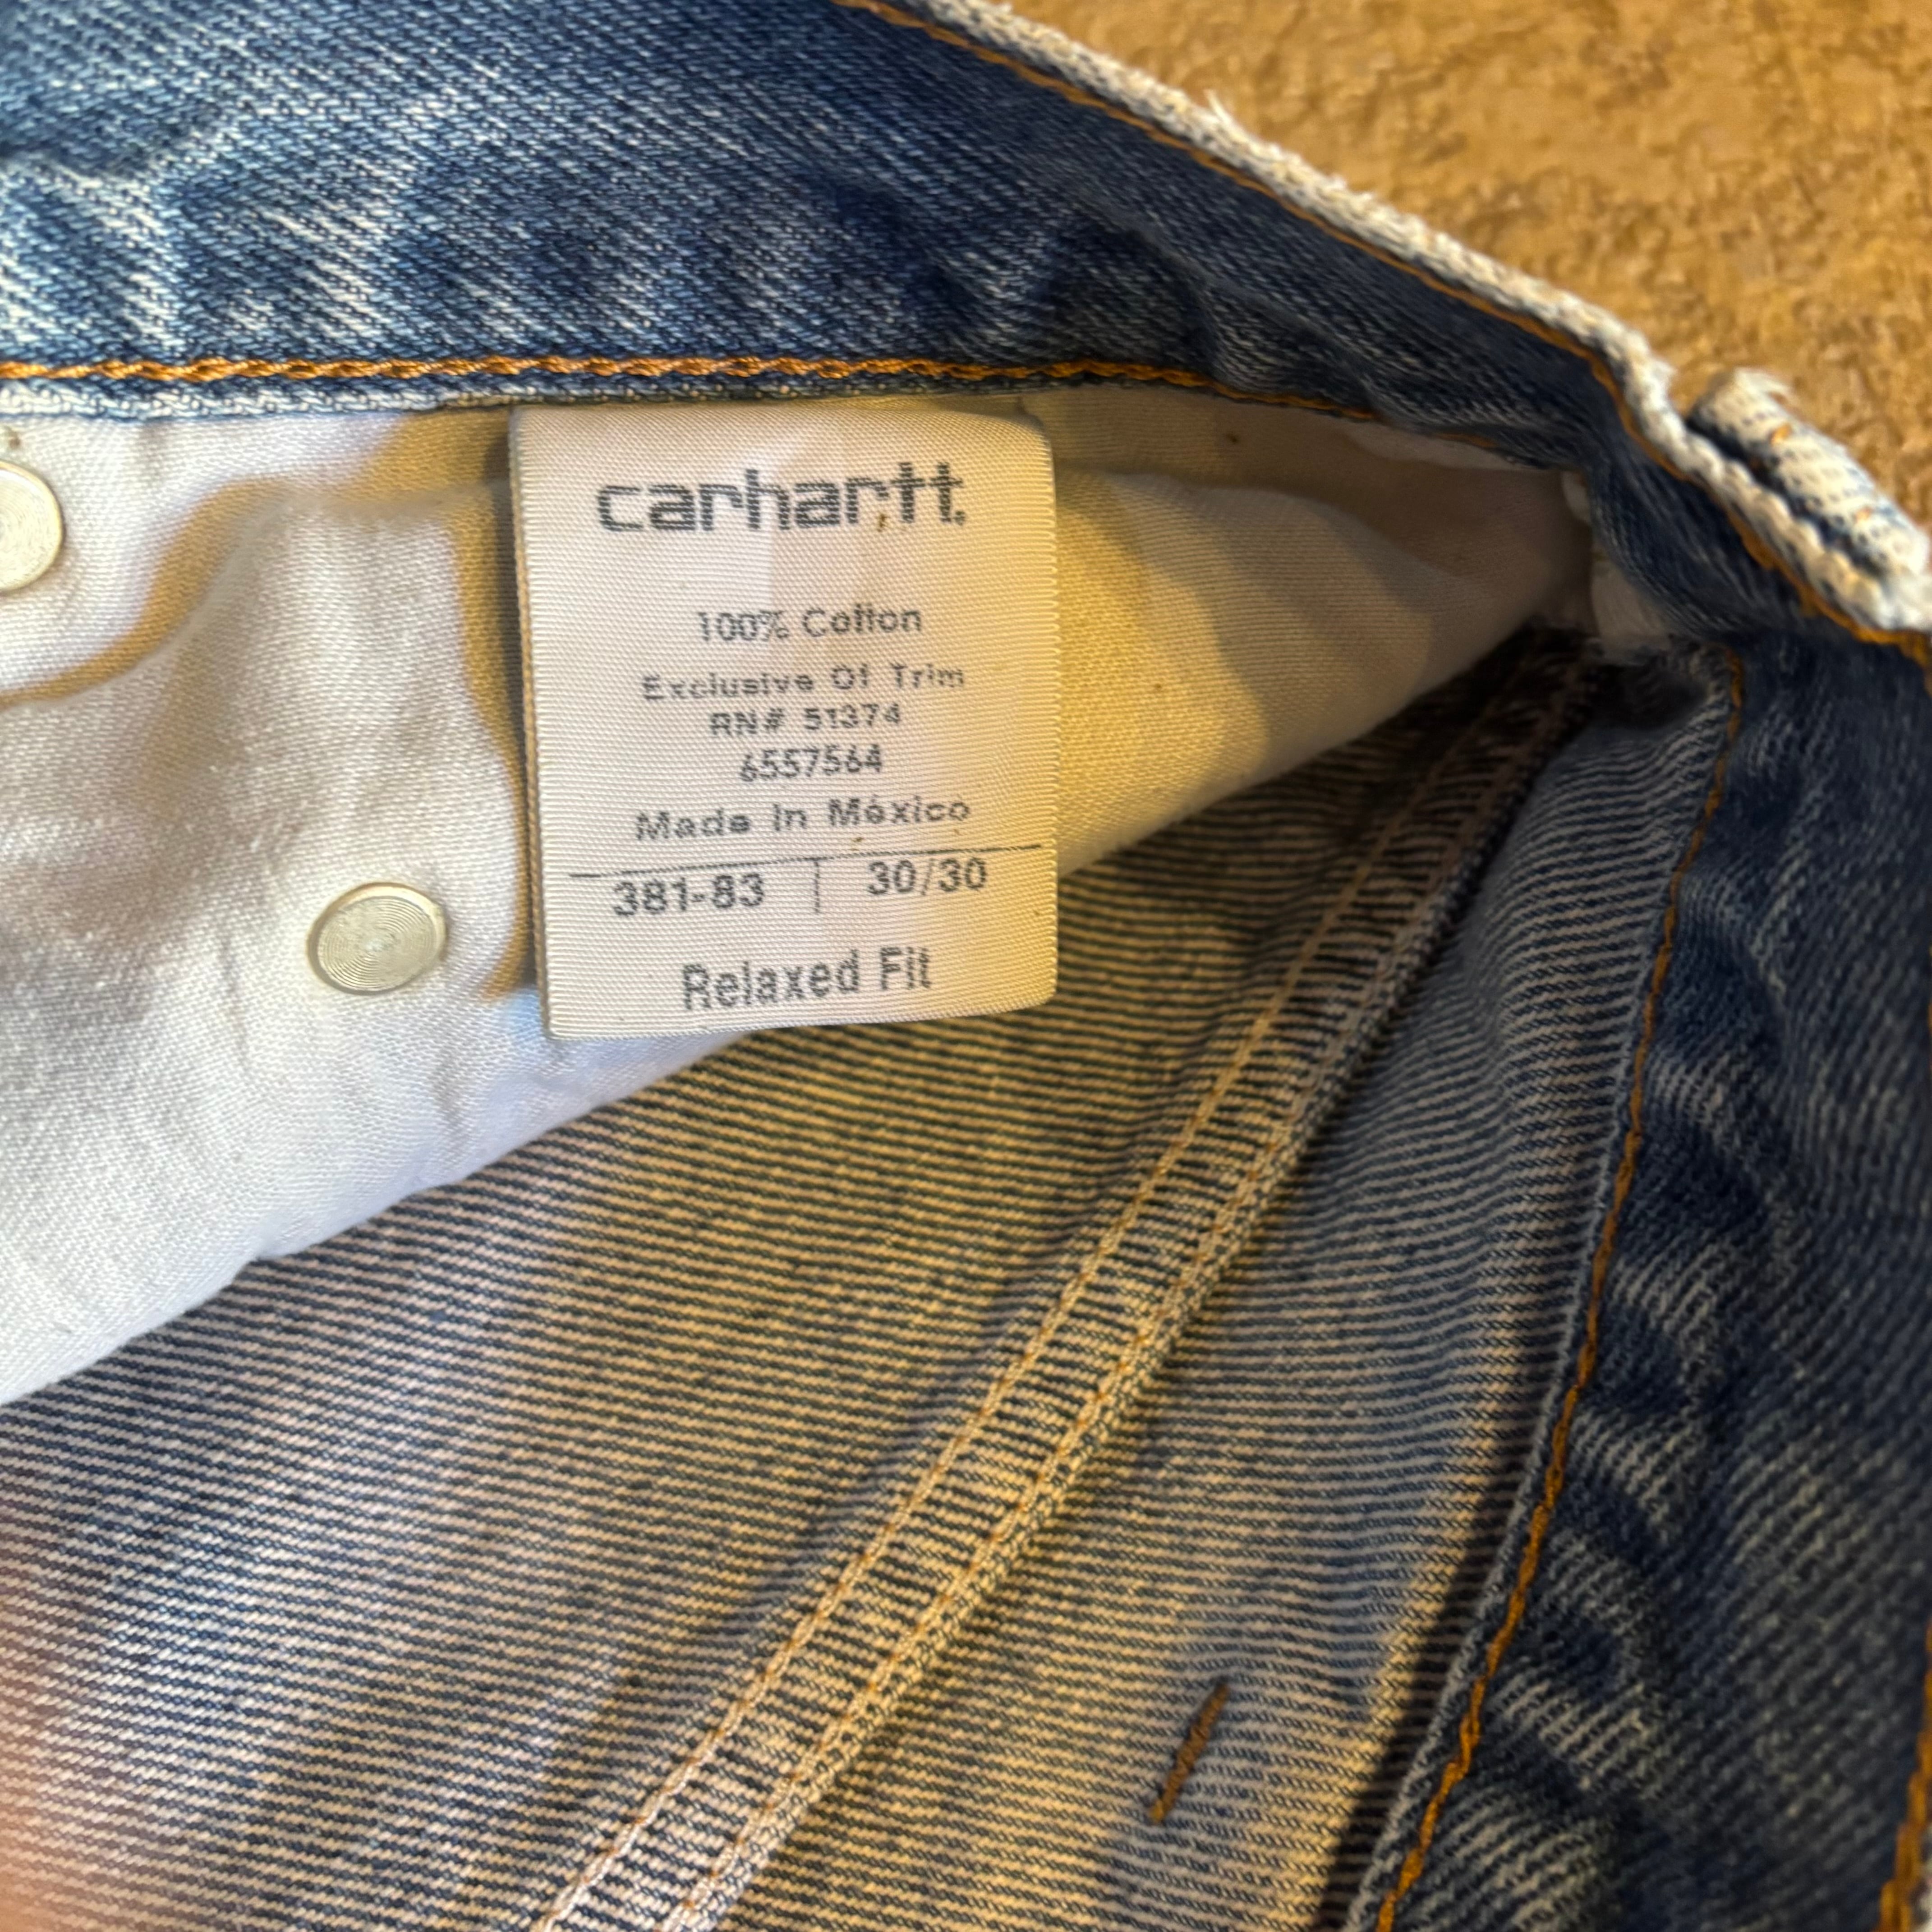 carhartt.
100% Cotton
Exclusive Of Trim
RN# 51374
6557564
Made In México
381-83 | 30/30
Relaxed Fit